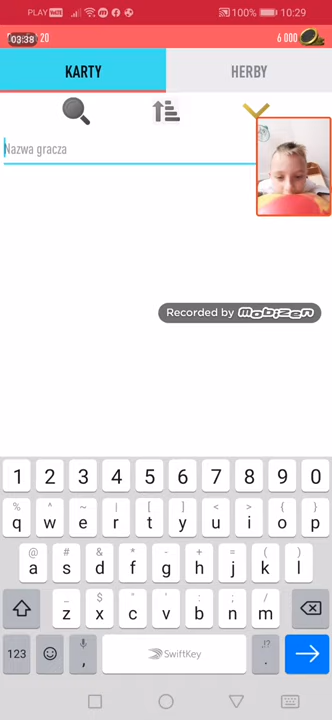 PLAY 100% 10:29
03:38 20 6 000
KARTY HERBY
Nazwa gracza
Recorded by mobizen
1 2 3 4 5 6 7 8 9 0
% ^ ~ | [ ] < > { }
q w e r t y u i o p
@ # & * - + = ( )
a s d f g h j k l
_ $ " ' : ; /
z x c v b n m
123 , SwiftKey ,!? .